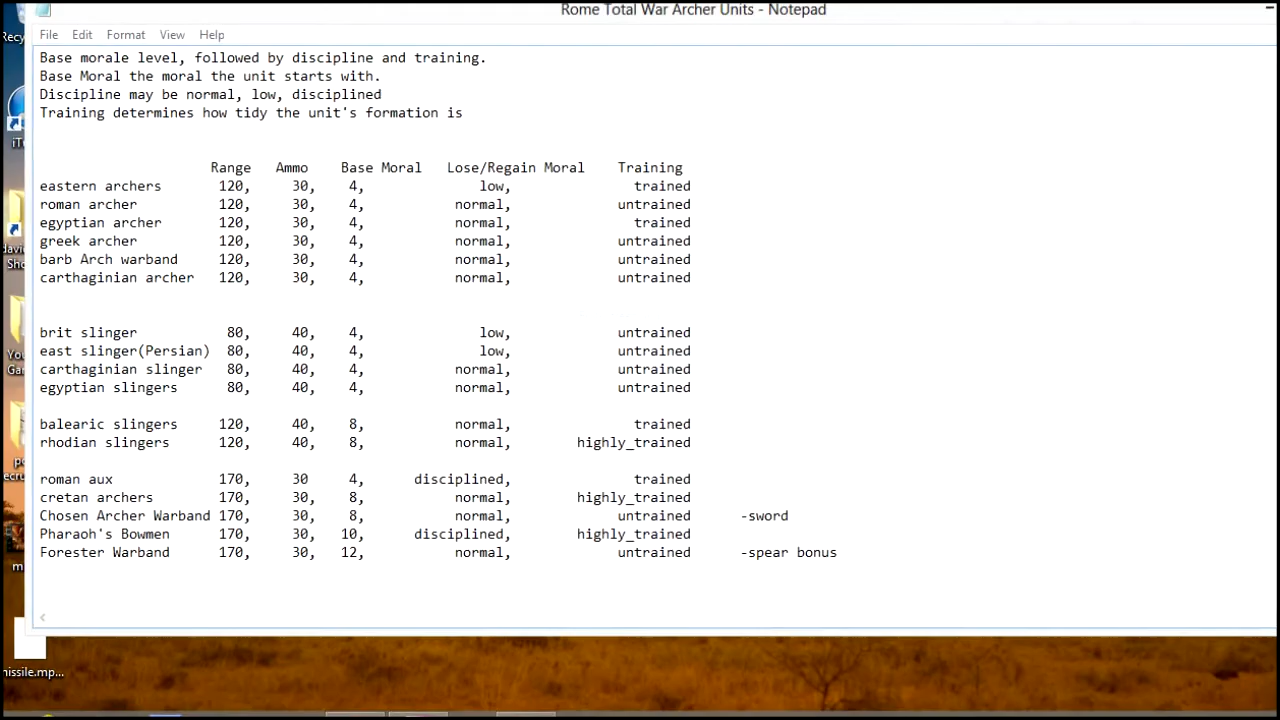 Rome Total War Archer Units - Notepad
File Edit Format View Help
Base morale level, followed by discipline and training.
Base Moral the moral the unit starts with.
Discipline may be normal, low, disciplined
Training determines how tidy the unit's formation is
Range Ammo Base Moral Lose/Regain Moral Training
eastern archers 120, 30, 4, low, trained
roman archer 120, 30, 4, normal, untrained
egyptian archer 120, 30, 4, normal, trained
greek archer 120, 30, 4, normal, untrained
barb Arch warband 120, 30, 4, normal, untrained
carthaginian archer 120, 30, 4, normal, untrained
brit slinger 80, 40, 4, low, untrained
east slinger(Persian) 80, 40, 4, low, untrained
carthaginian slinger 80, 40, 4, normal, untrained
egyptian slingers 80, 40, 4, normal, untrained
balearic slingers 120, 40, 8, normal, trained
rhodian slingers 120, 40, 8, normal, highly_trained
roman aux 170, 30 4, disciplined, trained
cretan archers 170, 30, 8, normal, highly_trained
Chosen Archer Warband 170, 30, 8, normal, untrained -sword
Pharaoh's Bowmen 170, 30, 10, disciplined, highly_trained
Forester Warband 170, 30, 12, normal, untrained -spear bonus
missile.mp...